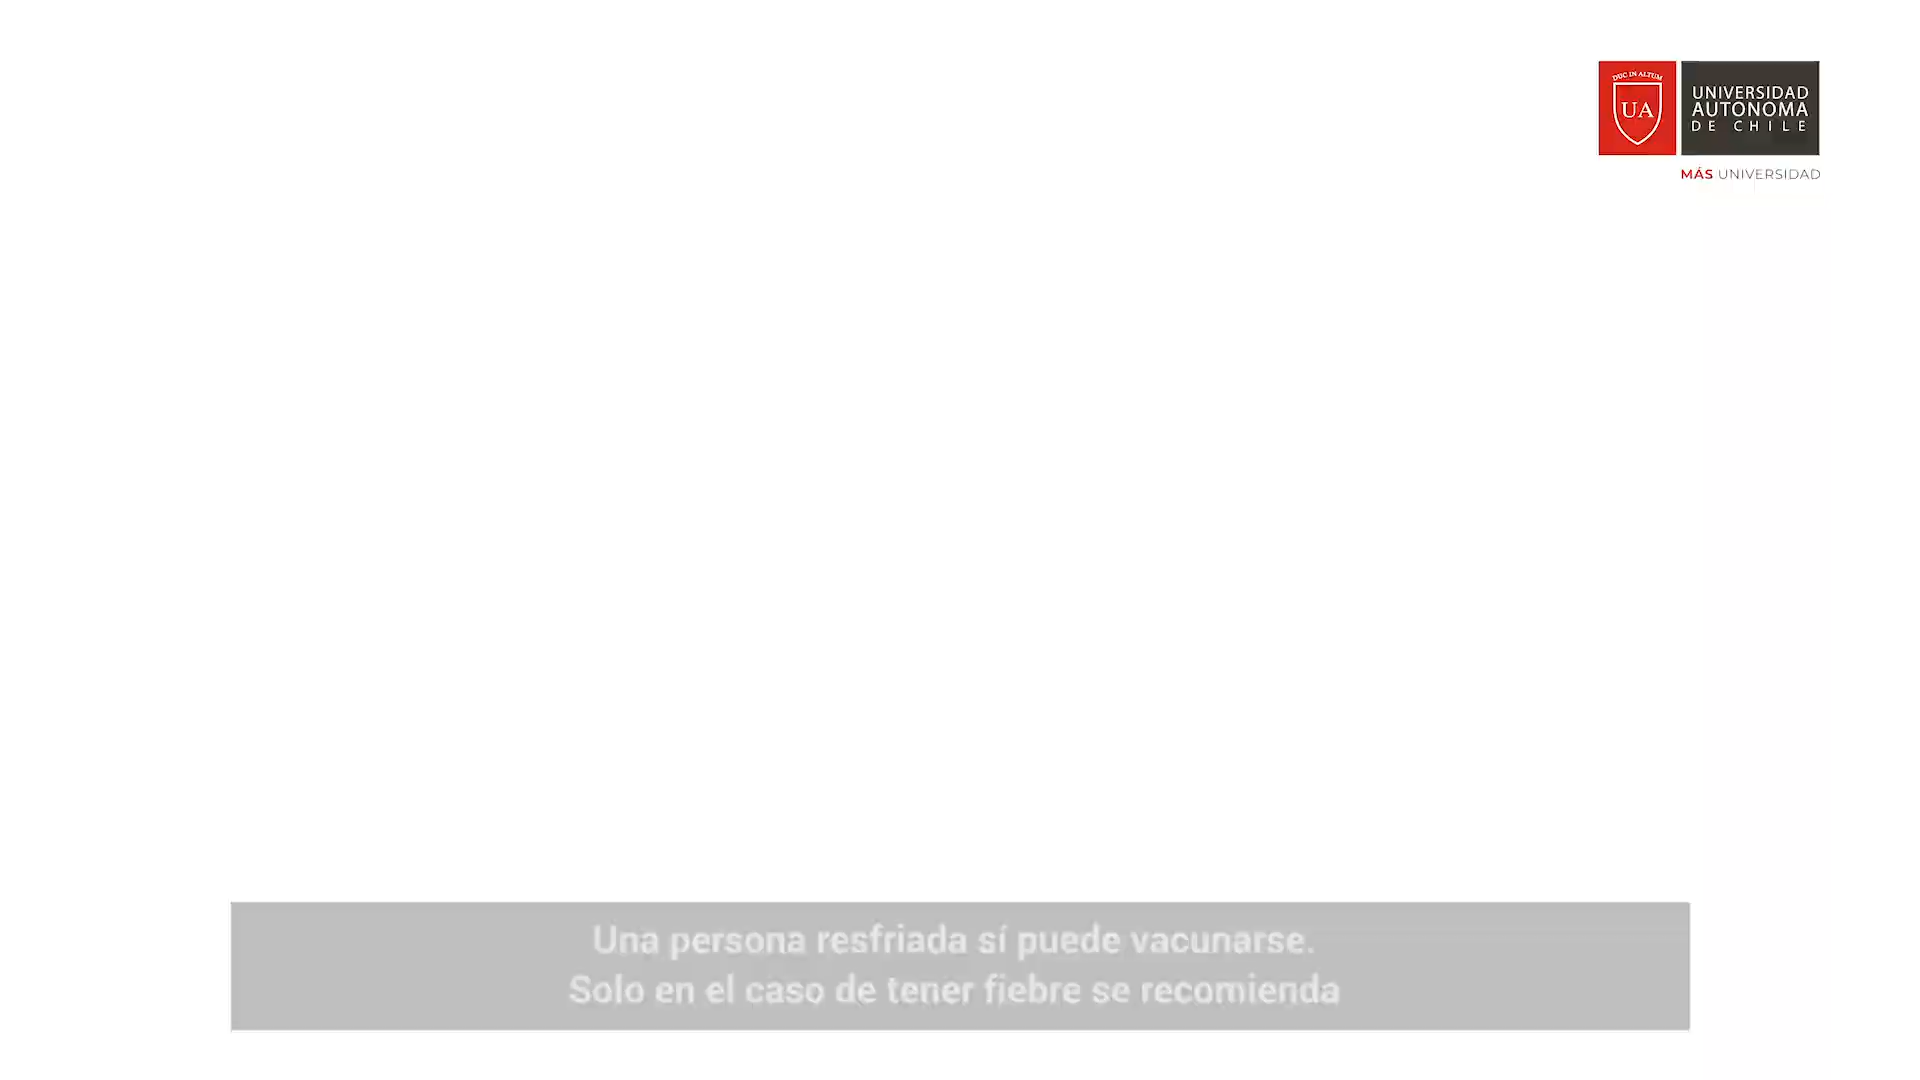 DUC IN ALTUM
UA
UNIVERSIDAD
AUTONOMA
DE CHILE
MÁS UNIVERSIDAD
Una persona resfriada sí puede vacunarse.
Solo en el caso de tener fiebre se recomienda